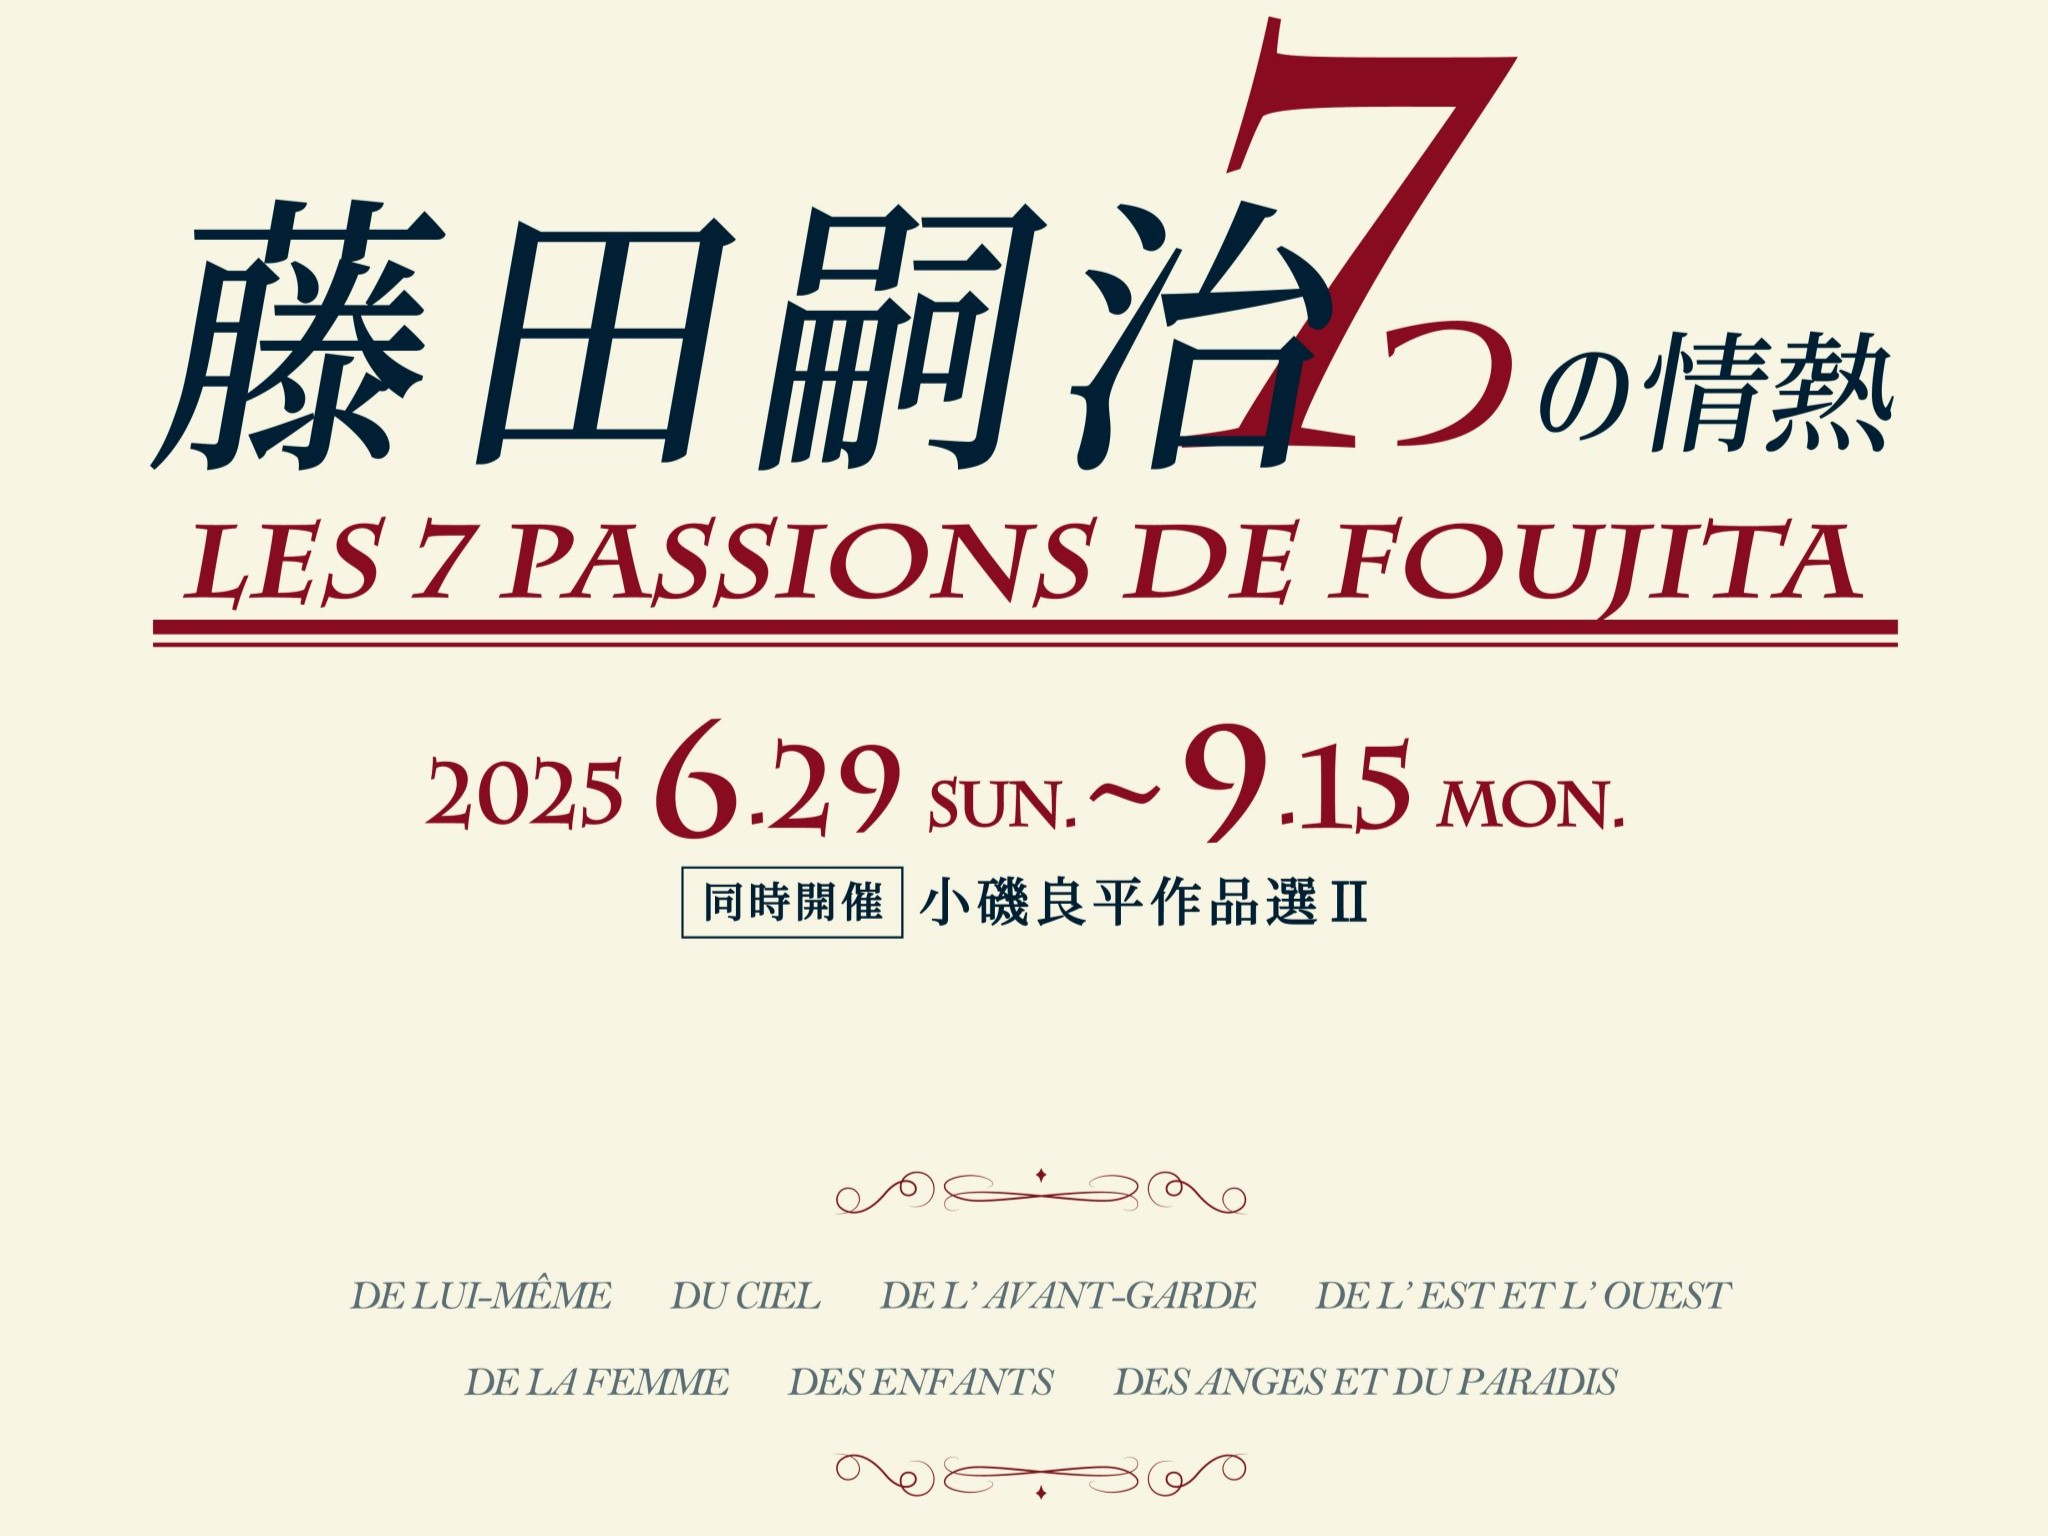 藤田嗣治 7つの情熱
LES 7 PASSIONS DE FOUJITA
2025 6.29 SUN.~9.15 MON.
同時開催 小磯良平作品選Ⅱ
DE LUI-MÊME DU CIEL DE L’AVANT-GARDE DE L’EST ET L’OUEST
DE LA FEMME DES ENFANTS DES ANGES ET DU PARADIS